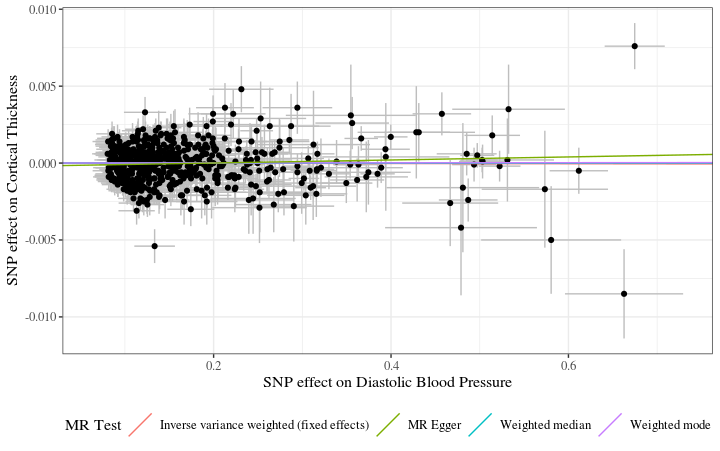 0.010
0.005
0.000
-0.005
-0.010
SNP effect on Cortical Thickness
0.2 0.4 0.6
SNP effect on Diastolic Blood Pressure
MR Test Inverse variance weighted (fixed effects) MR Egger Weighted median Weighted mode